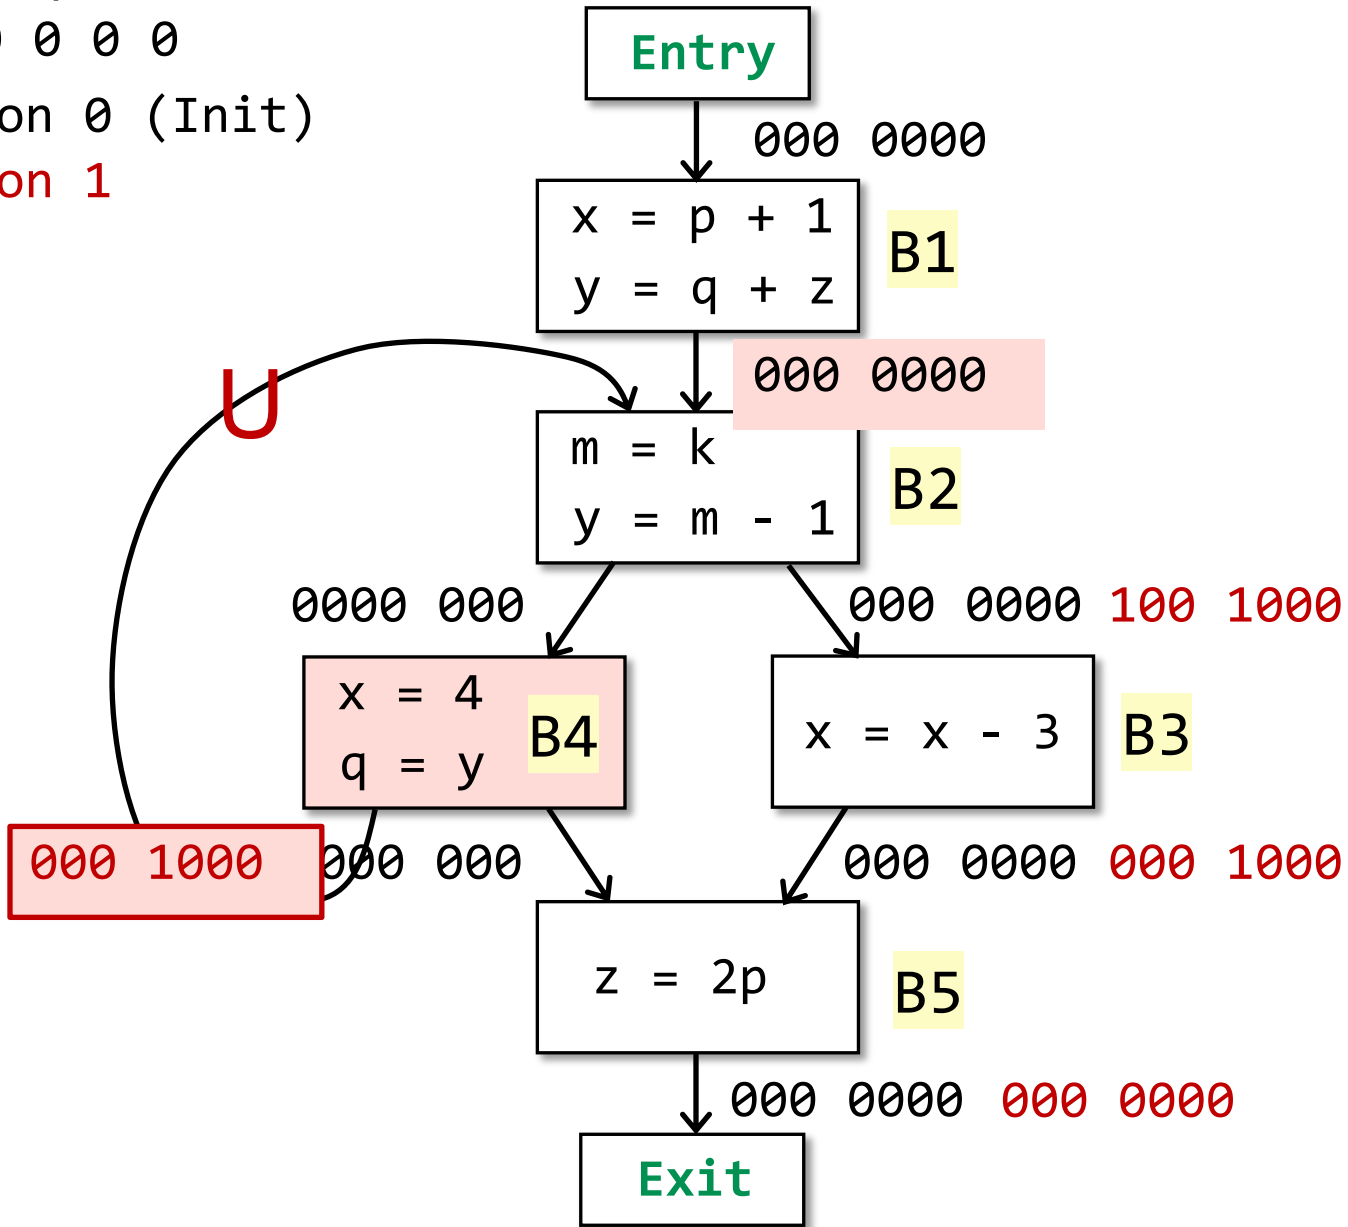 0 0 0
on 0 (Init)
on 1
Entry
000 0000
x = p + 1
y = q + z
B1
U
000 0000
m = k
y = m - 1
B2
0000 000
000 0000 100 1000
x = 4
q = y
B4
x = x - 3
B3
000 1000
000 000
000 0000 000 1000
z = 2p
B5
000 0000 000 0000
Exit